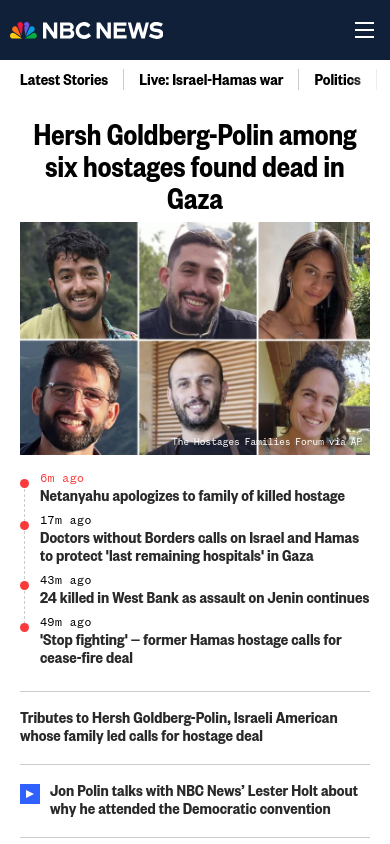 NBC NEWS
Latest Stories
Live: Israel-Hamas war
Politics
Hersh Goldberg-Polin among
six hostages found dead in
Gaza
The Hostages Families Forum via AP
6m ago
Netanyahu apologizes to family of killed hostage
17m ago
Doctors without Borders calls on Israel and Hamas
to protect 'last remaining hospitals' in Gaza
43m ago
24 killed in West Bank as assault on Jenin continues
49m ago
'Stop fighting' — former Hamas hostage calls for
cease-fire deal
Tributes to Hersh Goldberg-Polin, Israeli American
whose family led calls for hostage deal
Jon Polin talks with NBC News’ Lester Holt about
why he attended the Democratic convention